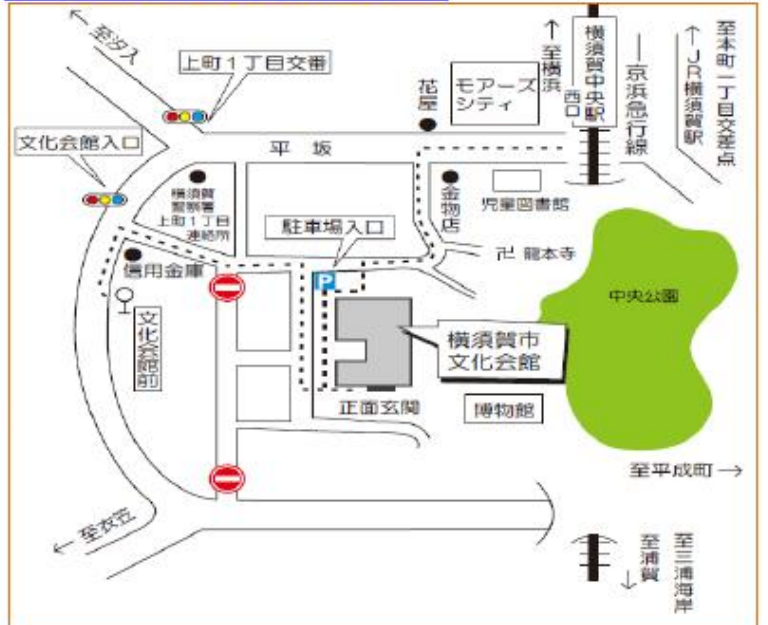 ←至汐入
上町１丁目交番
文化会館入口
花屋
モアーズ
シティ
←至横浜
横須賀中央駅
西口
京浜急行線
←JR横須賀駅
至本町一丁目交差点
平坂
横須賀
警察署
上町１丁目
連絡所
駐車場入口
金物店
児童図書館
卍 龍本寺
信用金庫
P
中央公園
文化会館前
横須賀市
文化会館
正面玄関
博物館
至平成町→
←至衣笠
至浦賀→
至三浦海岸